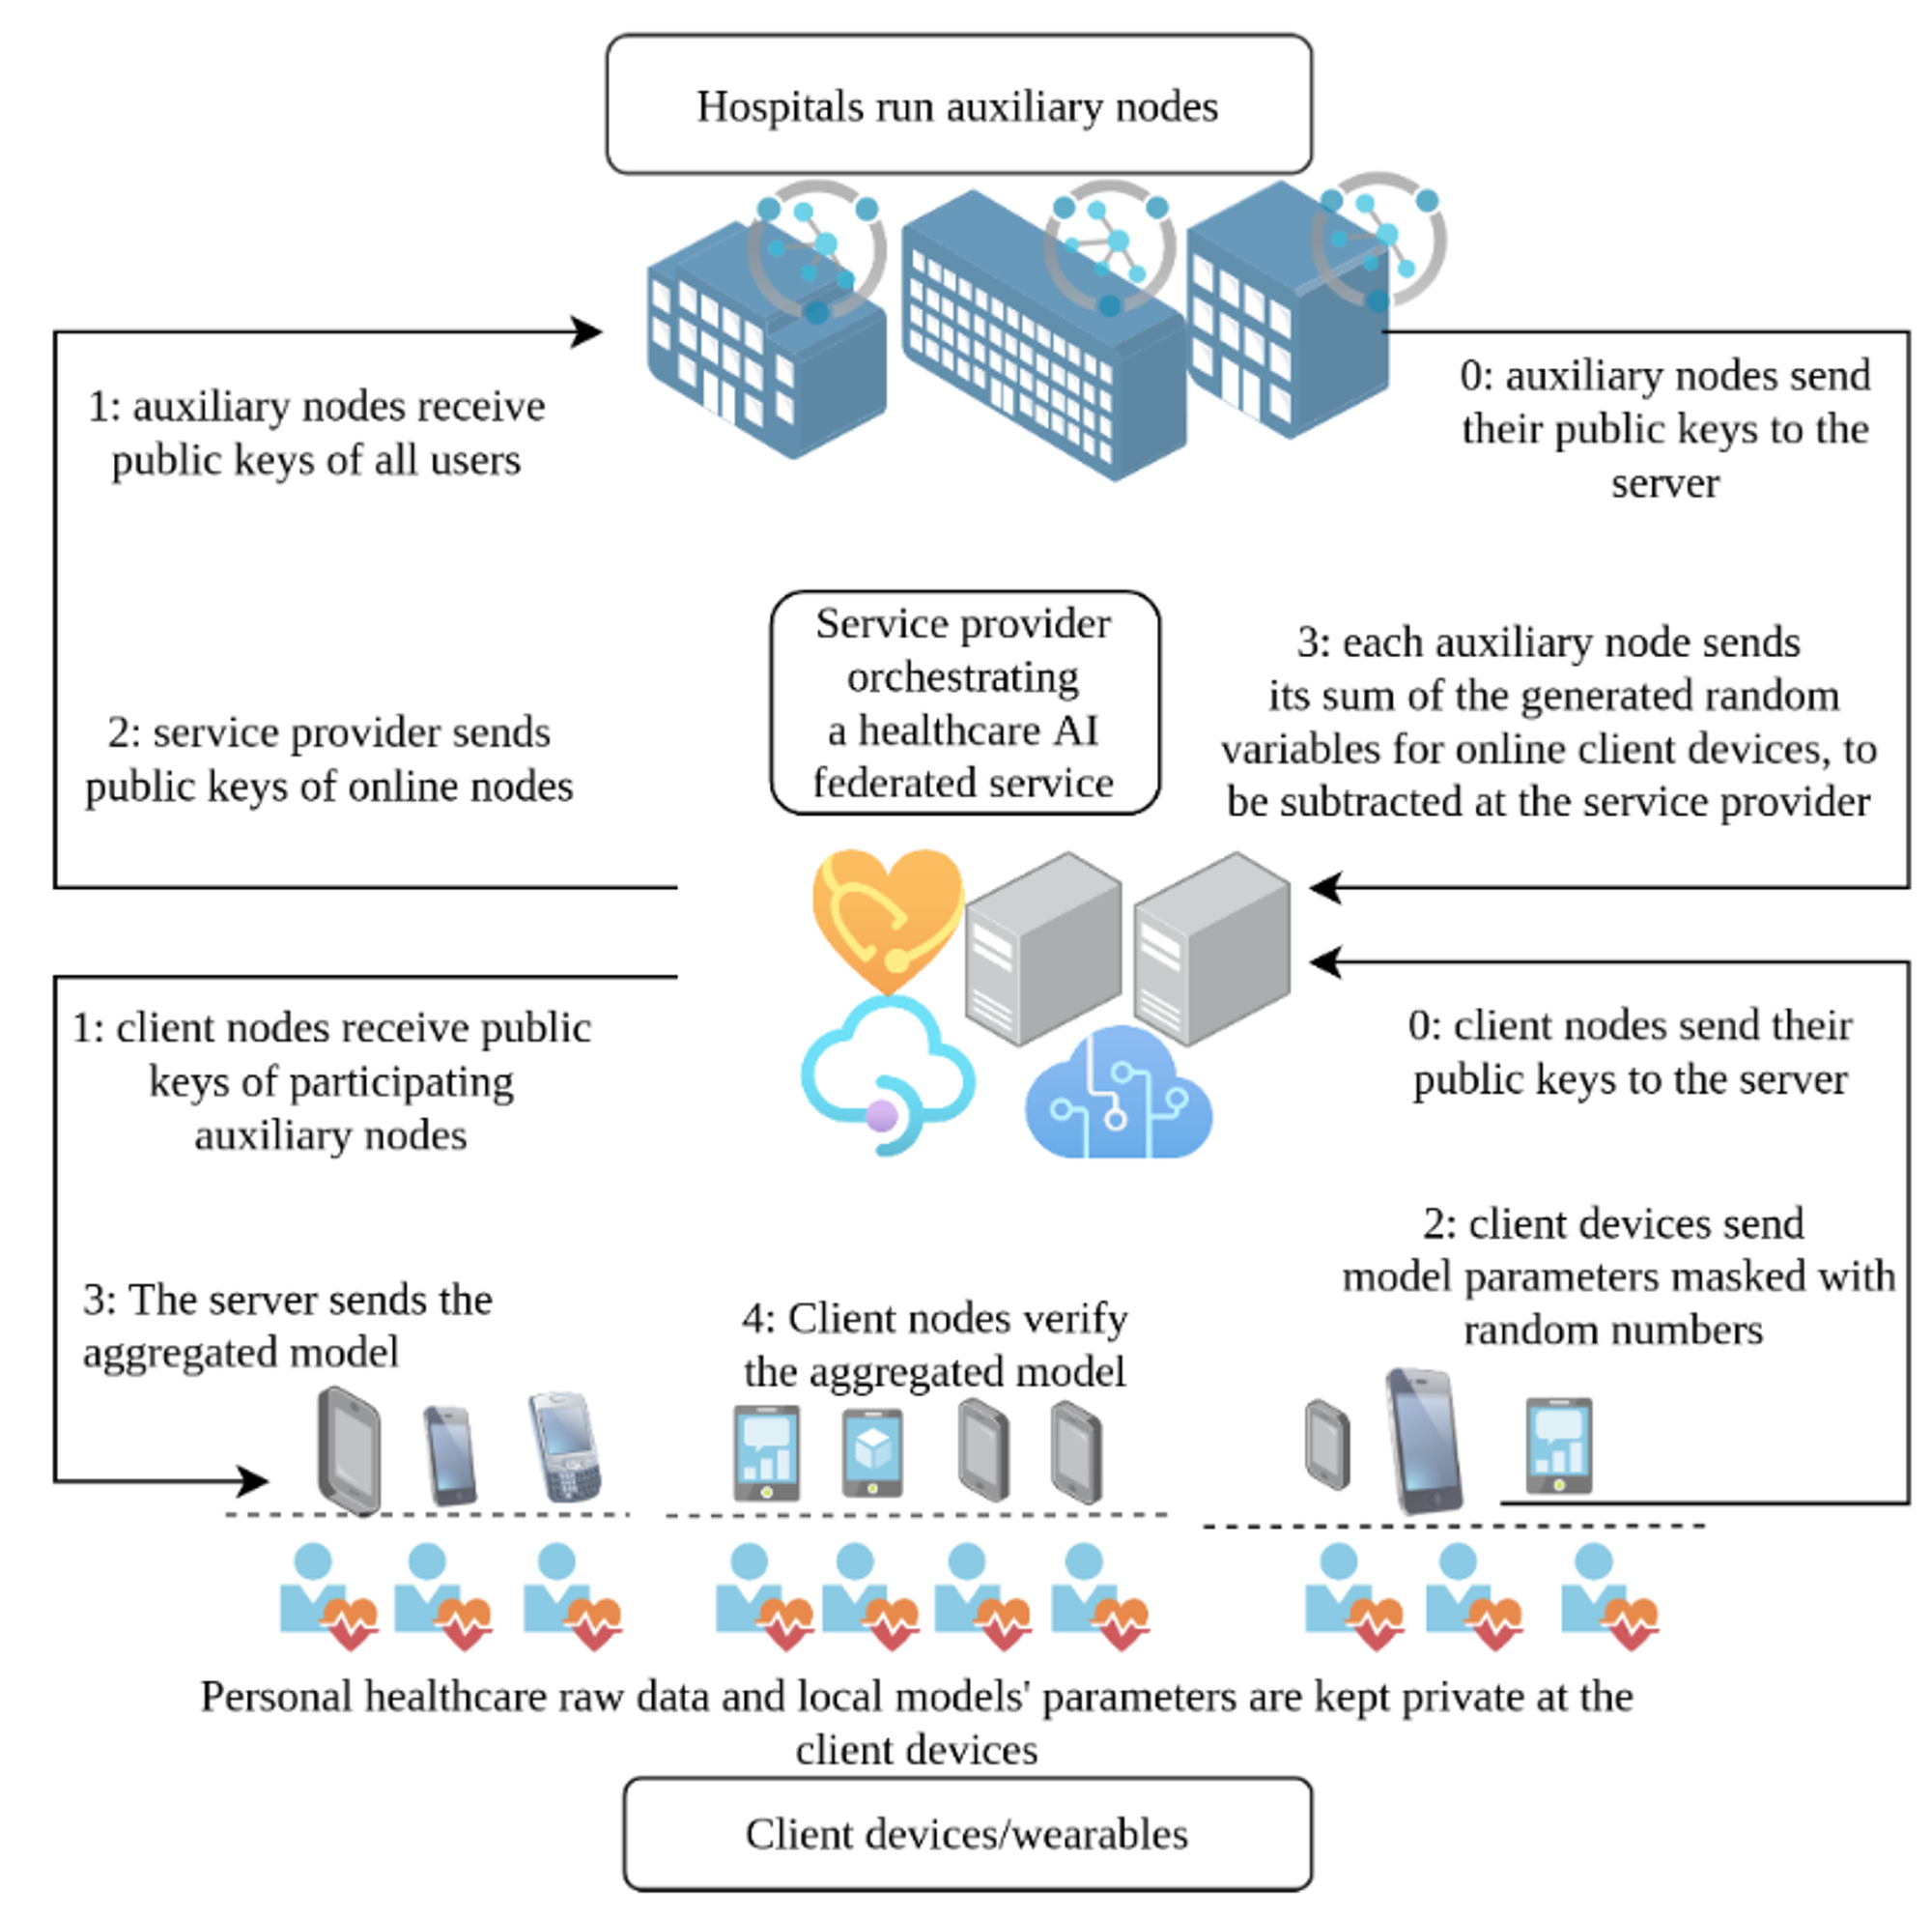 Hospitals run auxiliary nodes
1: auxiliary nodes receive
public keys of all users
0: auxiliary nodes send
their public keys to the
server
2: service provider sends
public keys of online nodes
Service provider
orchestrating
a healthcare AI
federated service
3: each auxiliary node sends
its sum of the generated random
variables for online client devices, to
be subtracted at the service provider
1: client nodes receive public
keys of participating
auxiliary nodes
0: client nodes send their
public keys to the server
3: The server sends the
aggregated model
4: Client nodes verify
the aggregated model
2: client devices send
model parameters masked with
random numbers
Personal healthcare raw data and local models' parameters are kept private at the
client devices
Client devices/wearables